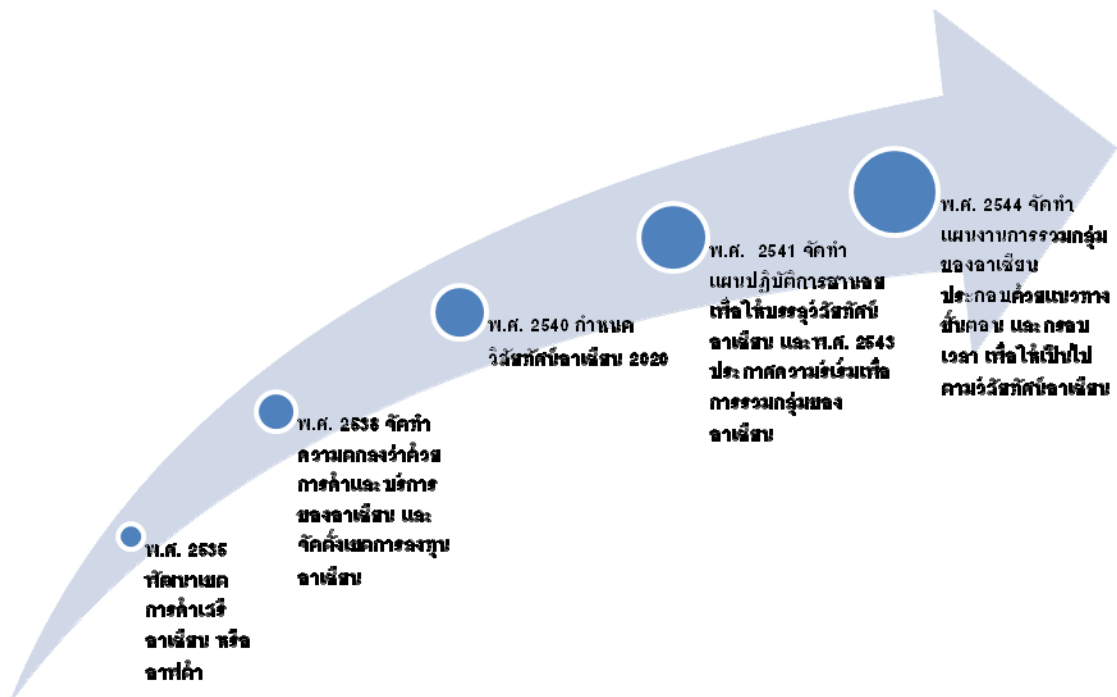 พ.ศ. 2535
พัฒนาเขต
การค้าเสรี
อาเซียน หรือ
อาฟต้า
พ.ศ. 2538 จัดทำ
ความตกลงว่าด้วย
การค้าและบริการ
ของอาเซียน และ
จัดตั้งเขตการลงทุน
อาเซียน
พ.ศ. 2540 กำหนด
วิสัยทัศน์อาเซียน 2020
พ.ศ. 2541 จัดทำ
แผนปฏิบัติการฮานอย
เพื่อให้บรรลุวิสัยทัศน์
อาเซียน และพ.ศ. 2543
ประกาศความริเริ่มเพื่อ
การรวมกลุ่มของ
อาเซียน
พ.ศ. 2544 จัดทำ
แผนงานการรวมกลุ่ม
ของอาเซียน
ประกอบด้วยแนวทาง
ขั้นตอน และกรอบ
เวลา เพื่อให้เป็นไป
ตามวิสัยทัศน์อาเซียน